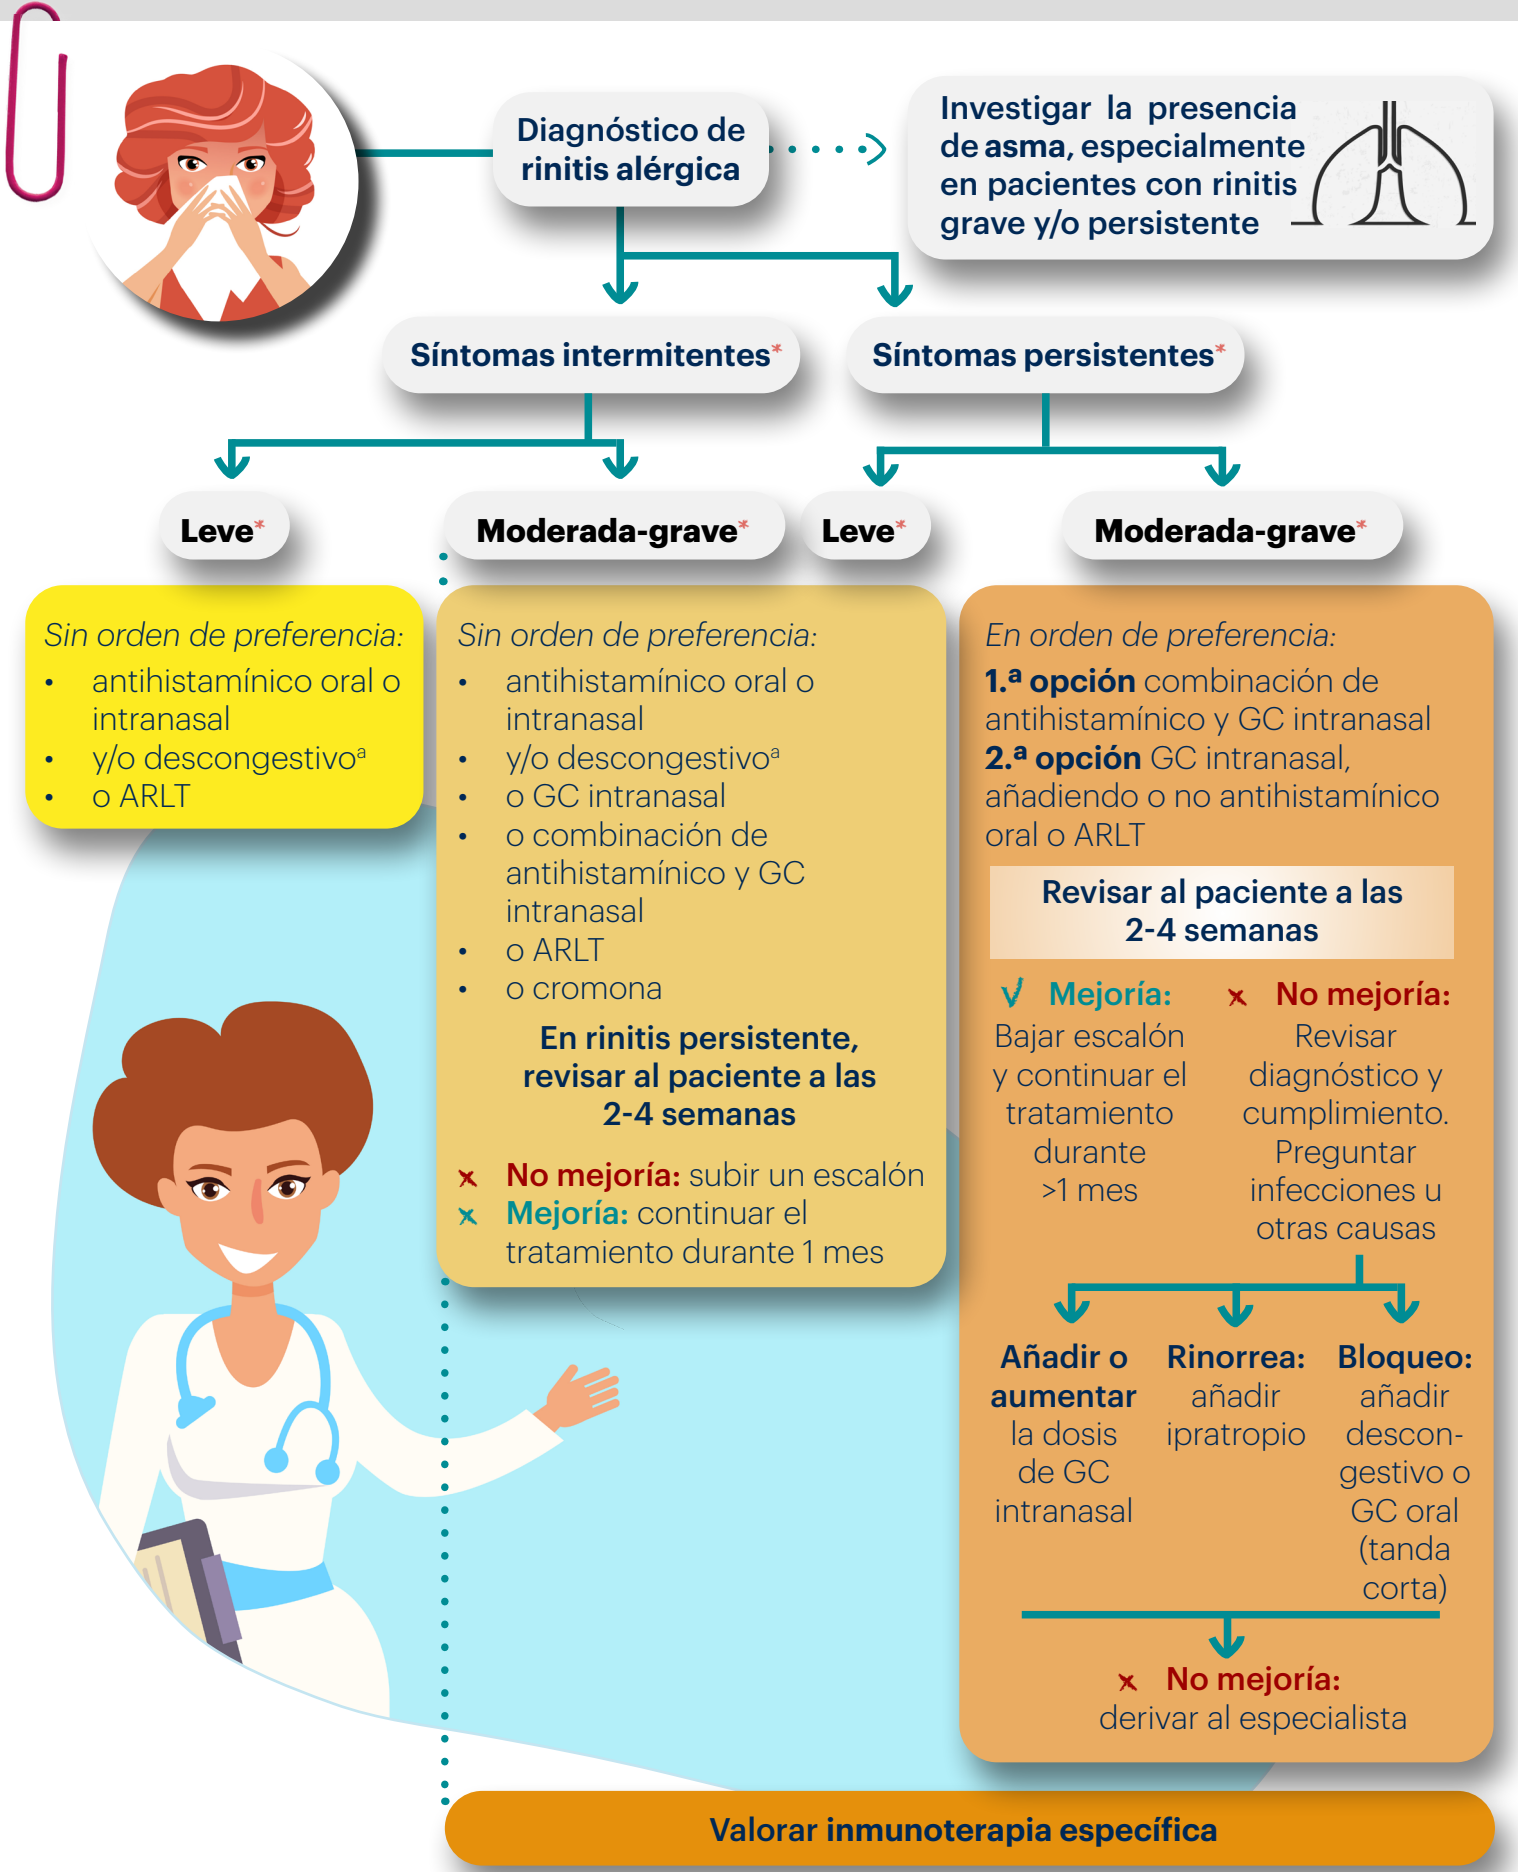 Diagnóstico de
rinitis alérgica
Investigar la presencia
de asma, especialmente
en pacientes con rinitis
grave y/o persistente
Síntomas intermitentes*
Síntomas persistentes*
Leve*
Moderada-grave*
Leve*
Moderada-grave*
Sin orden de preferencia:
• antihistamínico oral o
intranasal
• y/o descongestivoª
• o ARLT
Sin orden de preferencia:
• antihistamínico oral o
intranasal
• y/o descongestivoª
• o GC intranasal
• o combinación de
antihistamínico y GC
intranasal
• o ARLT
• o cromona
En rinitis persistente,
revisar al paciente a las
2-4 semanas
No mejoría: subir un escalón
Mejoría: continuar el
tratamiento durante 1 mes
En orden de preferencia:
1.ª opción combinación de
antihistamínico y GC intranasal
2.ª opción GC intranasal,
añadiendo o no antihistamínico
oral o ARLT
Revisar al paciente a las
2-4 semanas
Mejoría:
Bajar escalón
y continuar el
tratamiento
durante
>1 mes
No mejoría:
Revisar
diagnóstico y
cumplimiento.
Preguntar
infecciones u
otras causas
Añadir o
aumentar
la dosis
de GC
intranasal
Rinorrea:
añadir
ipratropio
Bloqueo:
añadir
descon-
gestivo o
GC oral
(tanda
corta)
No mejoría:
derivar al especialista
Valorar inmunoterapia específica